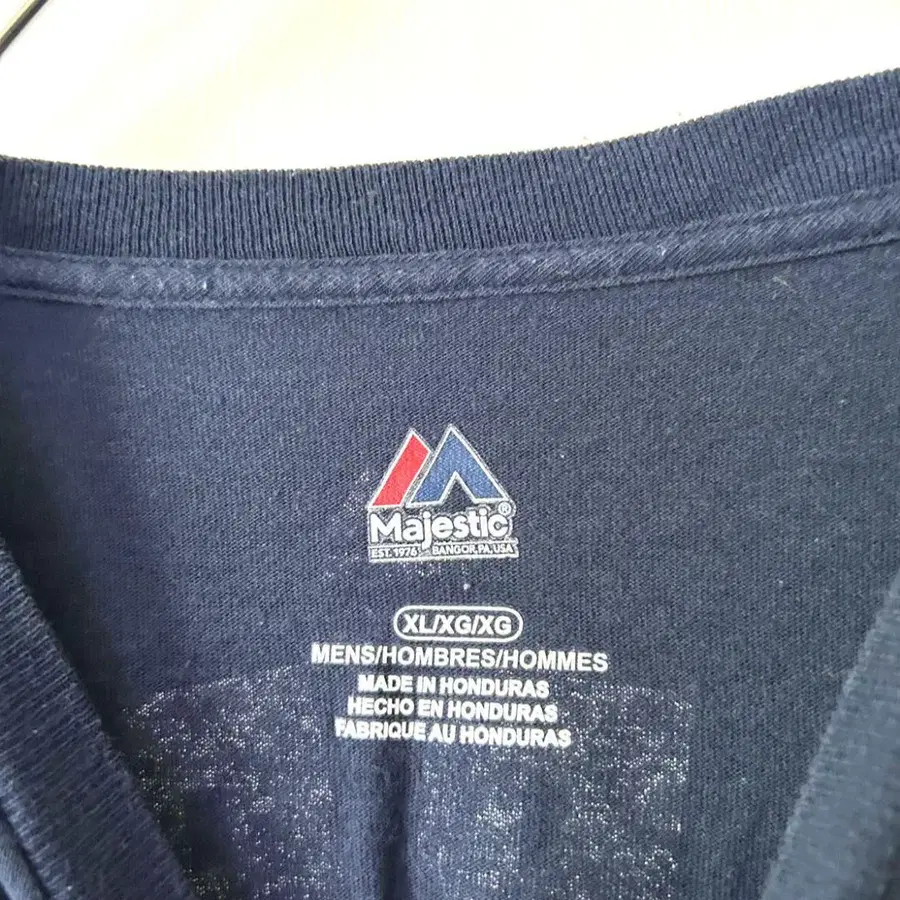 Majestic®
EST. 1976 BANGOR, PA, USA
XL/XG/XG
MENS/HOMBRES/HOMMES
MADE IN HONDURAS
HECHO EN HONDURAS
FABRIQUE AU HONDURAS